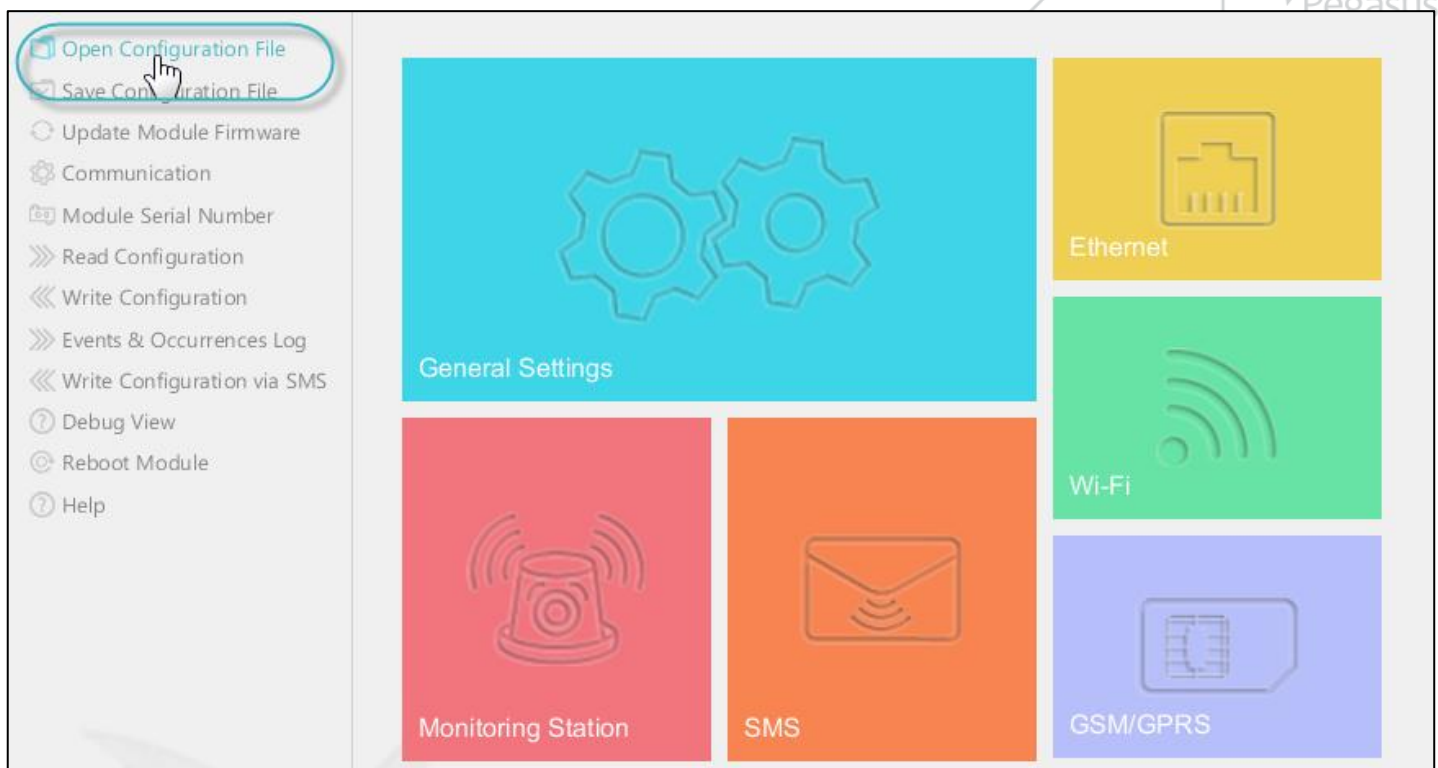 Pegasus
Open Configuration File
Save Configuration File
Update Module Firmware
Communication
Module Serial Number
Read Configuration
Write Configuration
Events & Occurrences Log
Write Configuration via SMS
Debug View
Reboot Module
Help
General Settings
Ethernet
Wi-Fi
Monitoring Station
SMS
GSM/GPRS